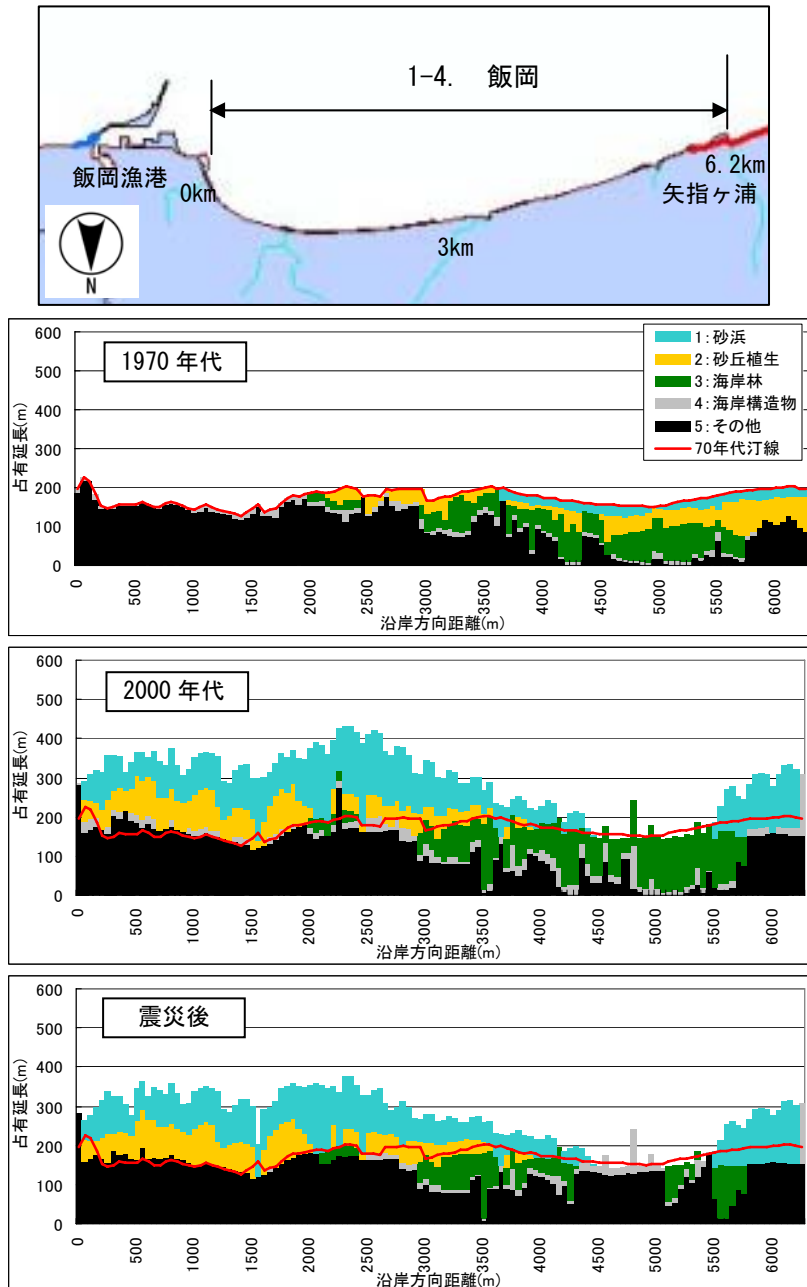 1-4. 飯岡
飯岡漁港
0km
3km
6.2km
矢指ヶ浦
N
1970 年代
占有延長(m)
600
500
400
300
200
100
0
1:砂浜
2:砂丘植生
3:海岸林
4:海岸構造物
5:その他
70年代汀線
0
500
1000
1500
2000
2500
3000
3500
4000
4500
5000
5500
6000
沿岸方向距離(m)
2000 年代
占有延長(m)
600
500
400
300
200
100
0
0
500
1000
1500
2000
2500
3000
3500
4000
4500
5000
5500
6000
沿岸方向距離(m)
震災後
占有延長(m)
600
500
400
300
200
100
0
0
500
1000
1500
2000
2500
3000
3500
4000
4500
5000
5500
6000
沿岸方向距離(m)